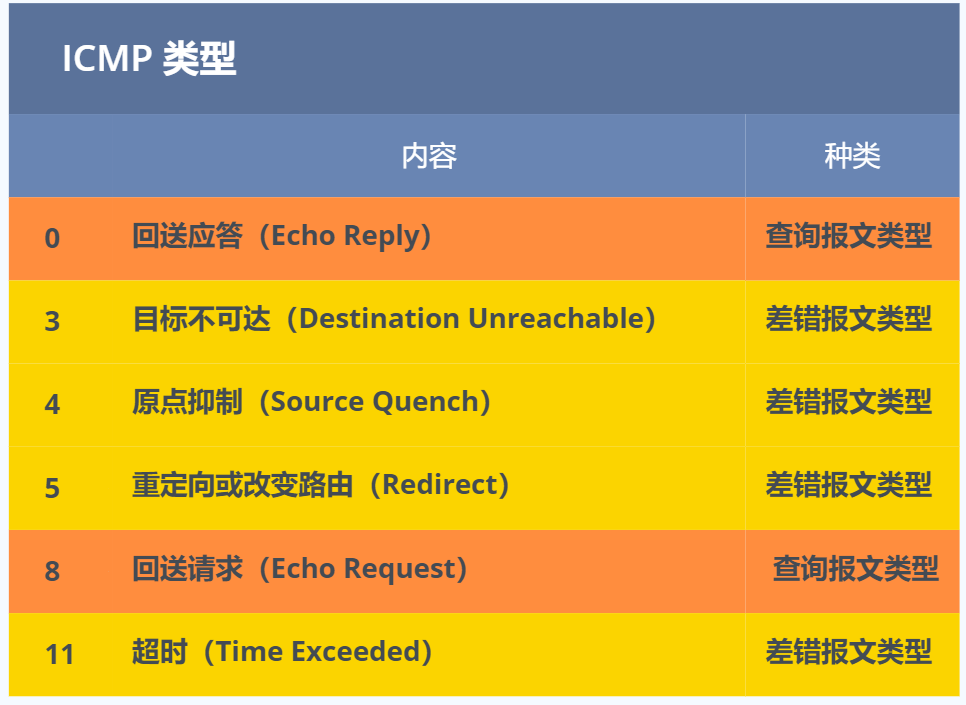 ICMP 类型
内容 种类
0 回送应答（Echo Reply） 查询报文类型
3 目标不可达（Destination Unreachable） 差错报文类型
4 原点抑制（Source Quench） 差错报文类型
5 重定向或改变路由（Redirect） 差错报文类型
8 回送请求（Echo Request） 查询报文类型
11 超时（Time Exceeded） 差错报文类型